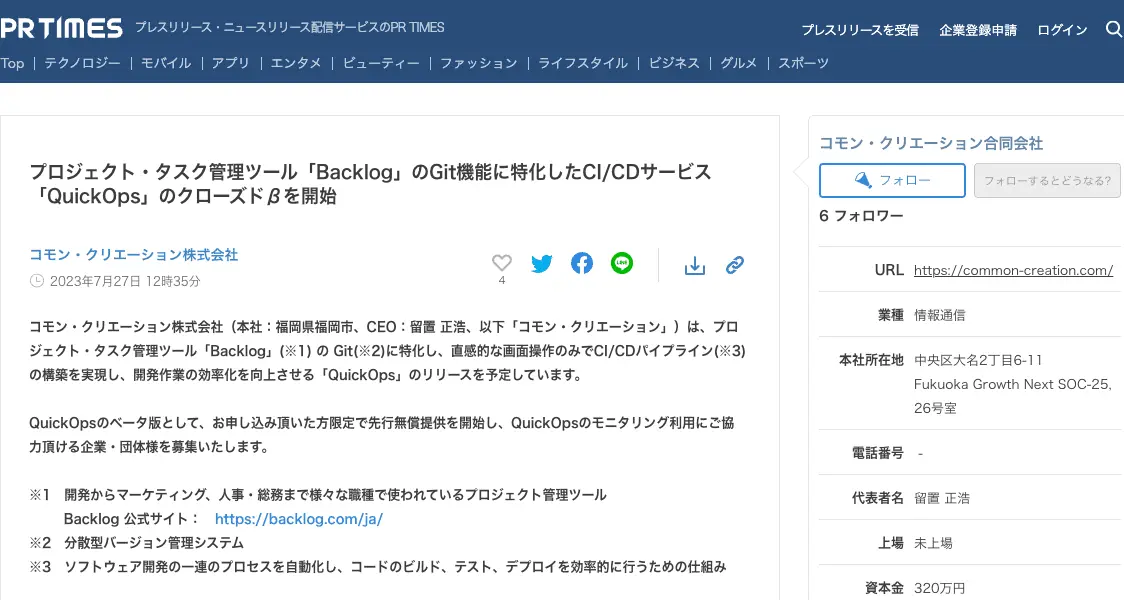 PR TIMES プレスリリース・ニュースリリース配信サービスのPR TIMES
プレスリリースを受信 企業登録申請 ログイン
Top | テクノロジー | モバイル | アプリ | エンタメ | ビューティー | ファッション | ライフスタイル | ビジネス | グルメ | スポーツ
プロジェクト・タスク管理ツール「Backlog」のGit機能に特化したCI/CDサービス
「QuickOps」のクローズドβを開始
コモン・クリエーション株式会社
2023年7月27日 12時35分
4
LINE
コモン・クリエーション株式会社（本社：福岡県福岡市、CEO：留置 正浩、以下「コモン・クリエーション」）は、プロ
ジェクト・タスク管理ツール「Backlog」(※1) の Git(※2)に特化し、直感的な画面操作のみでCI/CDパイプライン(※3)
の構築を実現し、開発作業の効率化を向上させる「QuickOps」のリリースを予定しています。
QuickOpsのベータ版として、お申し込み頂いた方限定で先行無償提供を開始し、QuickOpsのモニタリング利用にご協
力頂ける企業・団体様を募集いたします。
※1 開発からマーケティング、人事・総務まで様々な職種で使われているプロジェクト管理ツール
Backlog 公式サイト： https://backlog.com/ja/
※2 分散型バージョン管理システム
※3 ソフトウェア開発の一連のプロセスを自動化し、コードのビルド、テスト、デプロイを効率的に行うための仕組み
コモン・クリエーション合同会社
フォロー フォローするとどうなる?
6 フォロワー
URL https://common-creation.com/
業種 情報通信
本社所在地 中央区大名2丁目6-11
Fukuoka Growth Next SOC-25,
26号室
電話番号 -
代表者名 留置 正浩
上場 未上場
資本金 320万円